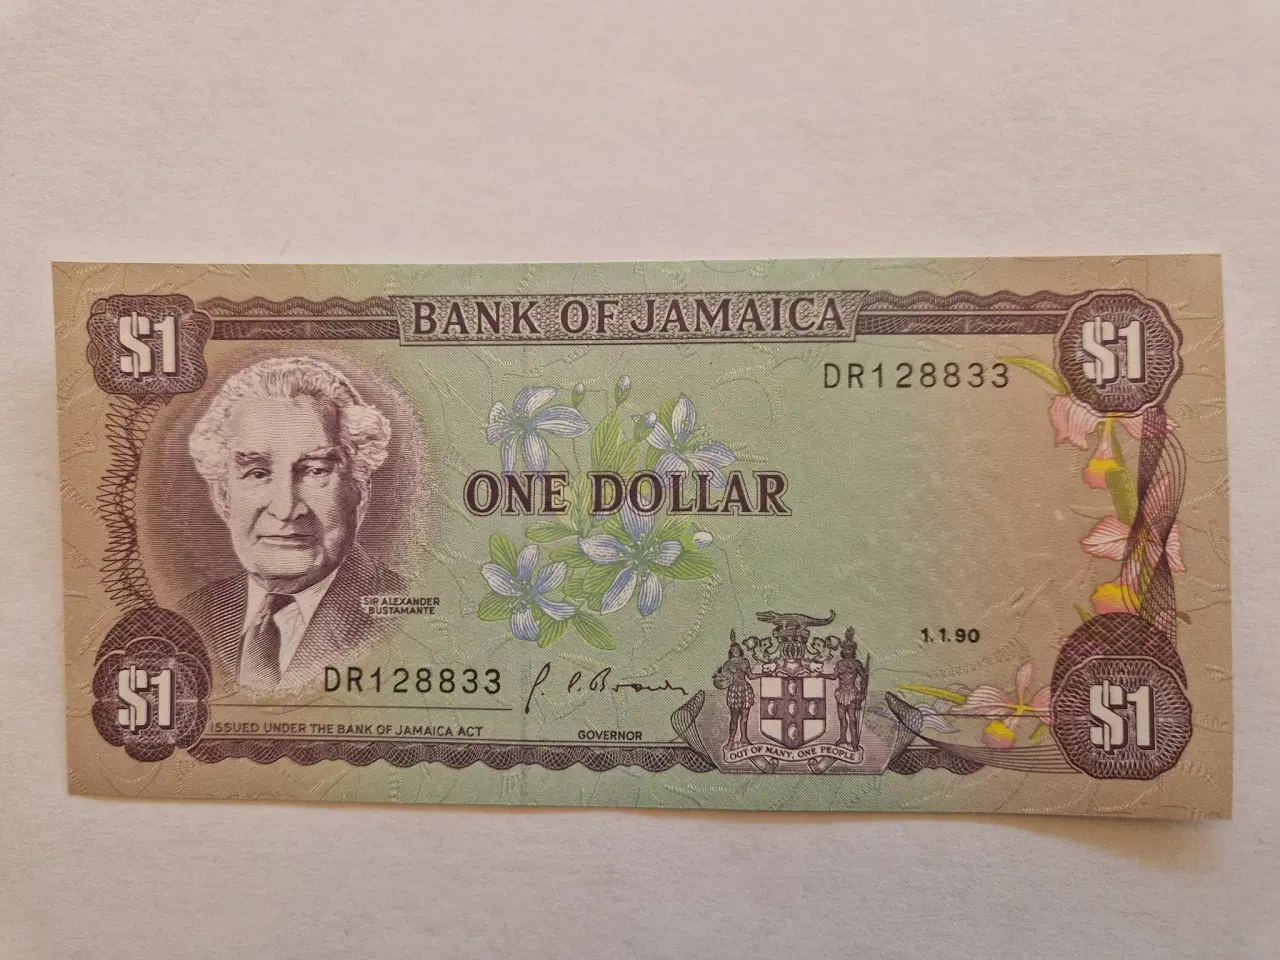 BANK OF JAMAICA
$1
$1
DR128833
ONE DOLLAR
SIR ALEXANDER
BUSTAMANTE
1.1.90
DR128833
$1
$1
ISSUED UNDER THE BANK OF JAMAICA ACT
GOVERNOR
OUT OF MANY, ONE PEOPLE